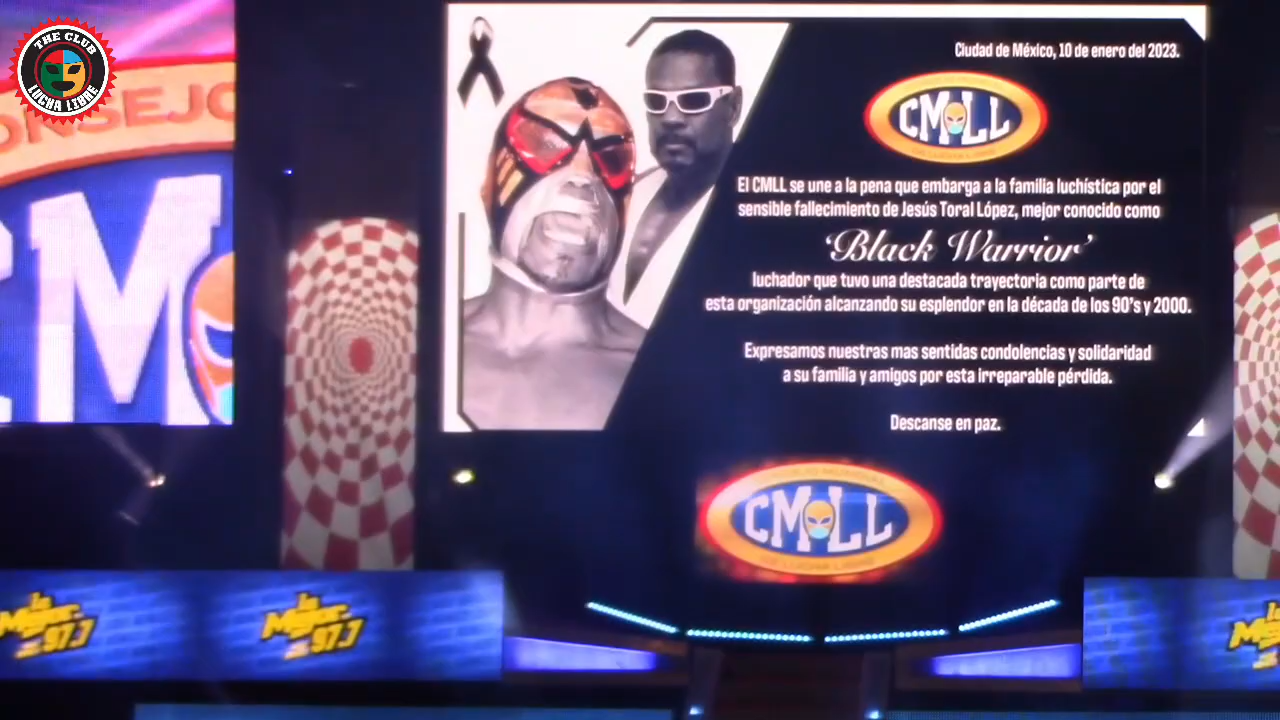 THE CLUB
LUCHA LIBRE
CONSEJO
CM
Ciudad de México, 10 de enero del 2023.
CMLL
El CMLL se une a la pena que embarga a la familia luchística por el
sensible fallecimiento de Jesús Toral López, mejor conocido como
'Black Warrior'
luchador que tuvo una destacada trayectoria como parte de
esta organización alcanzando su esplendor en la década de los 90's y 2000.
Expresamos nuestras mas sentidas condolencias y solidaridad
a su familia y amigos por esta irreparable pérdida.
Descanse en paz.
CMLL
la Mejor 97.7
la Mejor 97.7